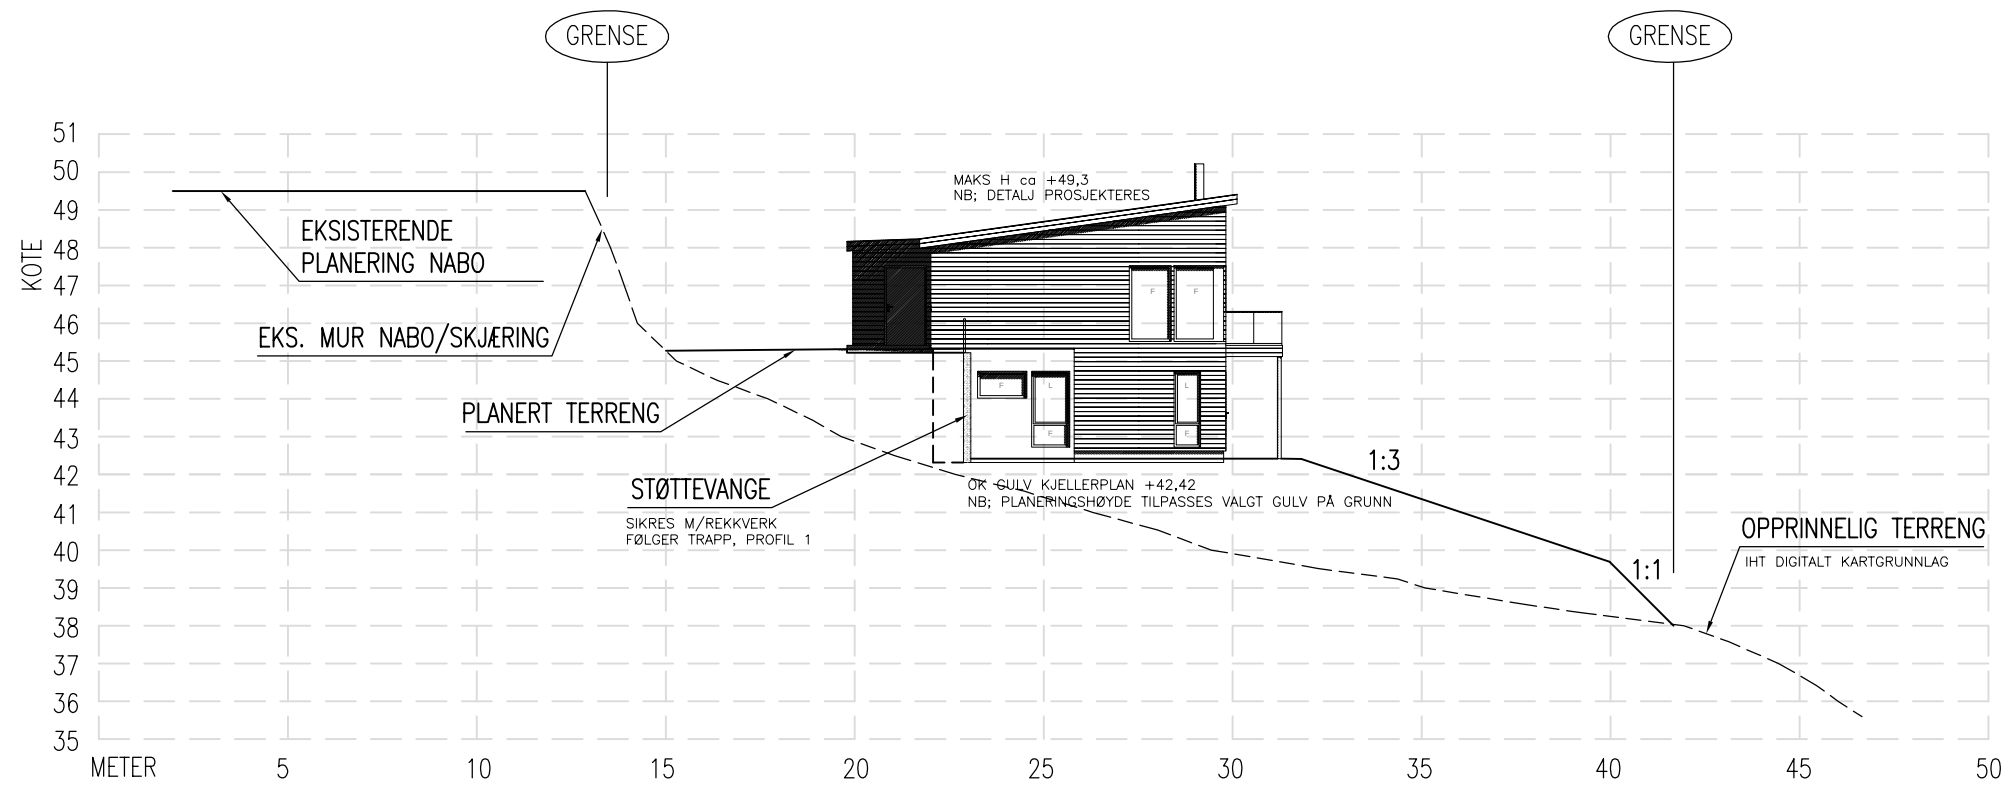 GRENSE
GRENSE
51
50
49
48
47
46
45
44
43
42
41
40
39
38
37
36
35
KOTE
MAKS H ca +49,3
NB; DETALJ PROSJEKTERES
EKSISTERENDE
PLANERING NABO
EKS. MUR NABO/SKJÆRING
PLANERT TERRENG
F
F
F
L
F
L
F
STØTTEVANGE
SIKRES M/REKKVERK
FØLGER TRAPP, PROFIL 1
OK GULV KJELLERPLAN +42,42
NB; PLANERINGSHØYDE TILPASSES VALGT GULV PÅ GRUNN
1:3
1:1
OPPRINNELIG TERRENG
IHT DIGITALT KARTGRUNNLAG
METER 5 10 15 20 25 30 35 40 45 50